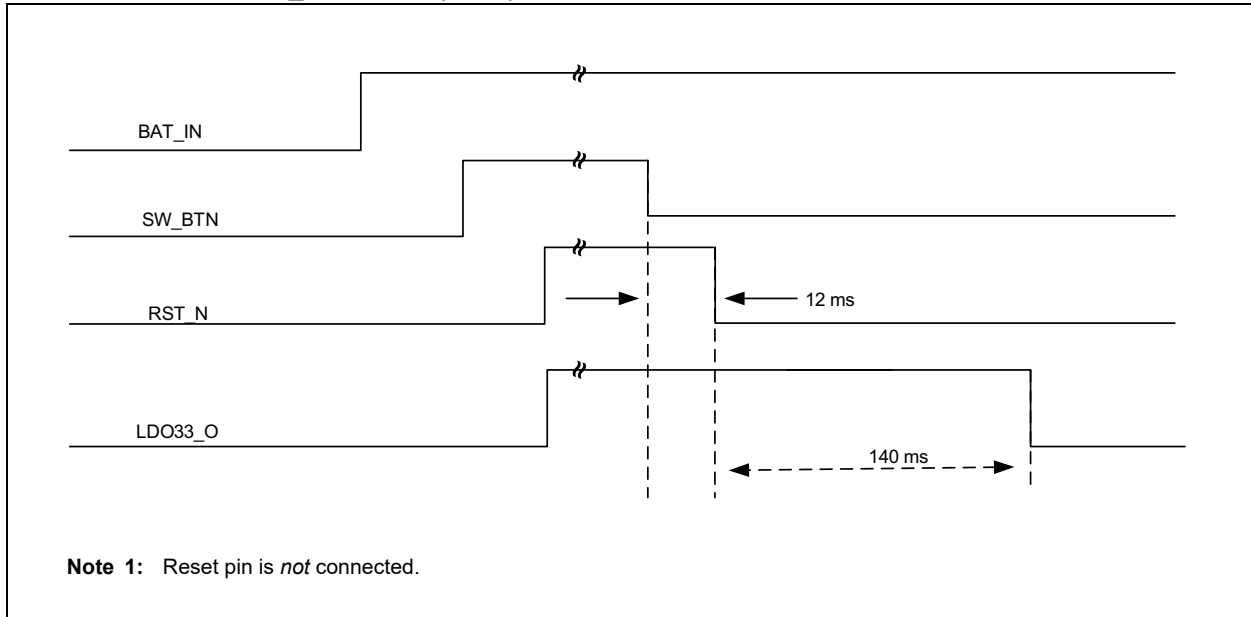 BAT_IN
SW_BTN
RST_N
12 ms
LDO33_O
140 ms
Note 1: Reset pin is not connected.